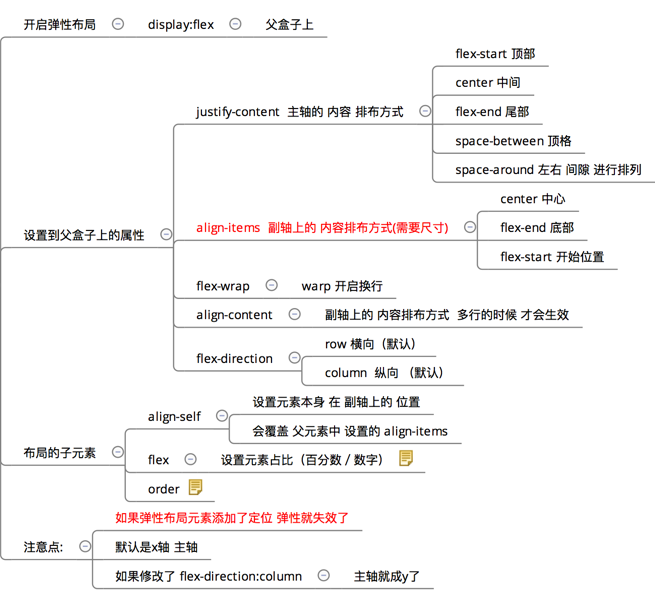 开启弹性布局
display:flex
父盒子上
设置到父盒子上的属性
justify-content 主轴的 内容 排布方式
flex-start 顶部
center 中间
flex-end 尾部
space-between 顶格
space-around 左右 间隙 进行排列
align-items 副轴上的 内容排布方式(需要尺寸)
center 中心
flex-end 底部
flex-start 开始位置
flex-wrap
warp 开启换行
align-content
副轴上的 内容排布方式 多行的时候 才会生效
flex-direction
row 横向（默认）
column 纵向 （默认）
布局的子元素
align-self
设置元素本身 在 副轴上的 位置
会覆盖 父元素中 设置的 align-items
flex
设置元素占比（百分数 / 数字）
order
注意点:
如果弹性布局元素添加了定位 弹性就失效了
默认是x轴 主轴
如果修改了 flex-direction:column
主轴就成y了